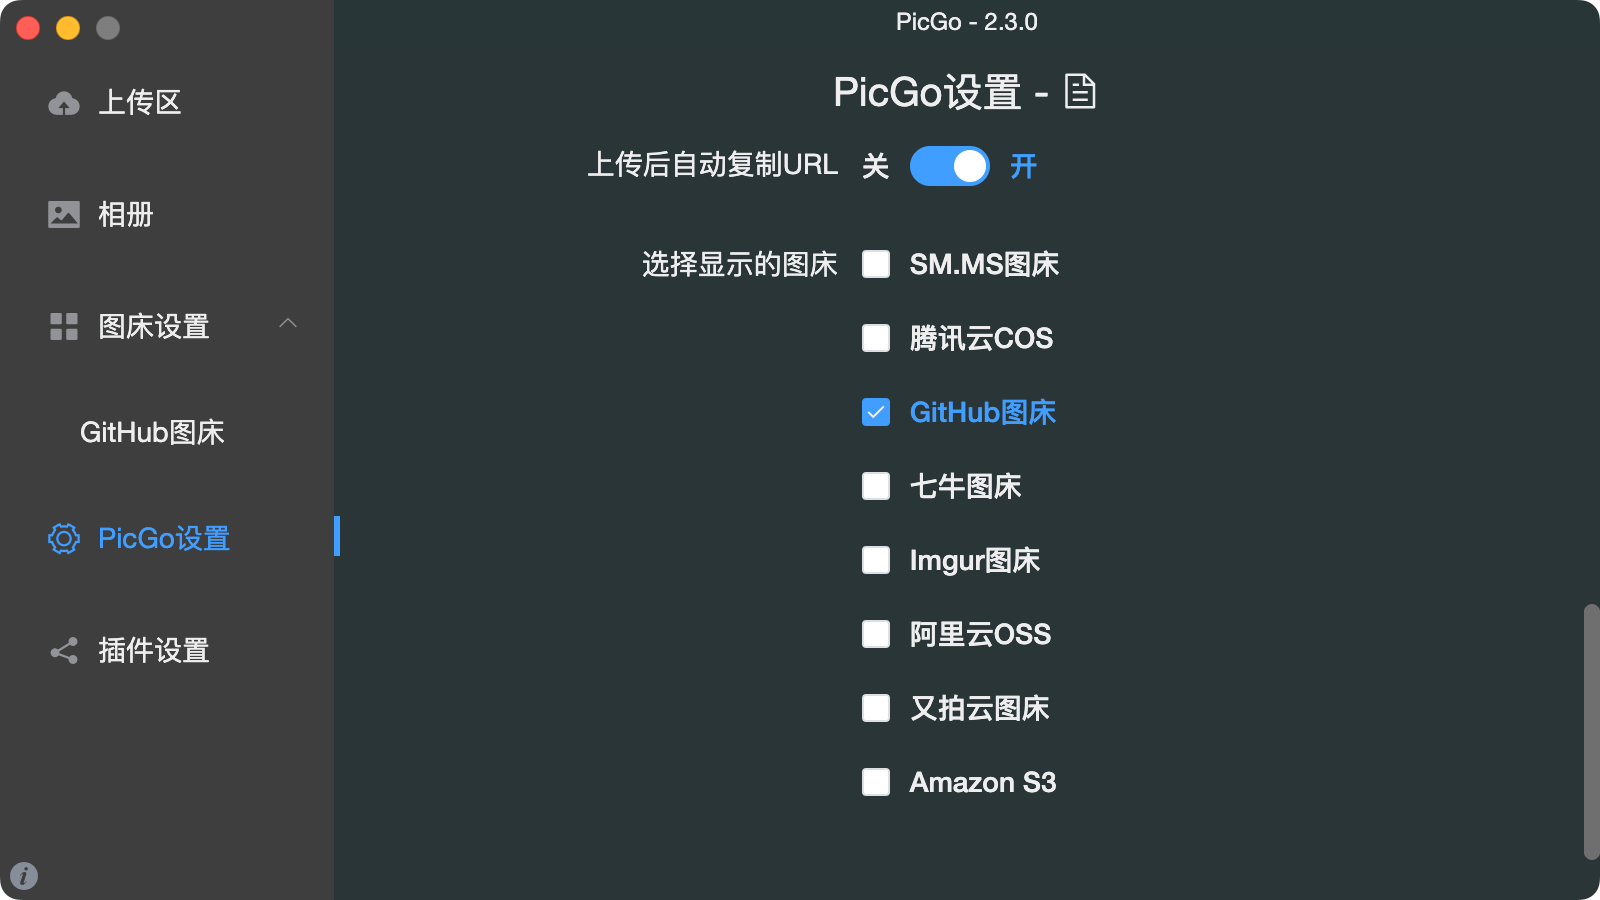 PicGo - 2.3.0
上传区
相册
图床设置
GitHub图床
PicGo设置
插件设置
PicGo设置 -
上传后自动复制URL 关 开
选择显示的图床 SM.MS图床
腾讯云COS
GitHub图床
七牛图床
Imgur图床
阿里云OSS
又拍云图床
Amazon S3